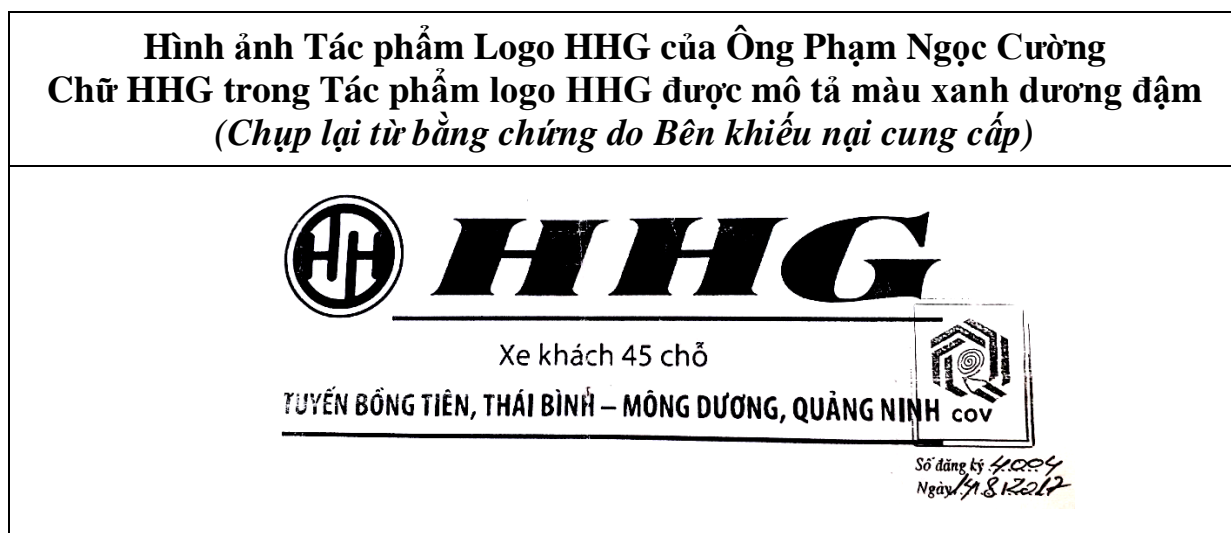 Hình ảnh Tác phẩm Logo HHG của Ông Phạm Ngọc Cường
Chữ HHG trong Tác phẩm logo HHG được mô tả màu xanh dương đậm
(Chụp lại từ bằng chứng do Bên khiếu nại cung cấp)
HH HHG
Xe khách 45 chỗ
TUYẾN BỒNG TIÊN, THÁI BÌNH – MÔNG DƯƠNG, QUẢNG NINH
COV
Số đăng ký 4004
Ngày 14/8/2017